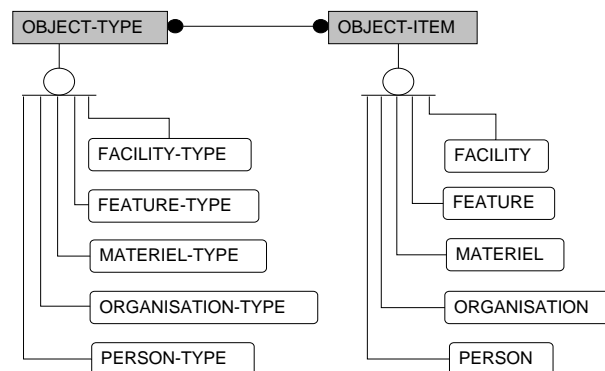 OBJECT-TYPE
OBJECT-ITEM
FACILITY-TYPE
FEATURE-TYPE
MATERIEL-TYPE
ORGANISATION-TYPE
PERSON-TYPE
FACILITY
FEATURE
MATERIEL
ORGANISATION
PERSON